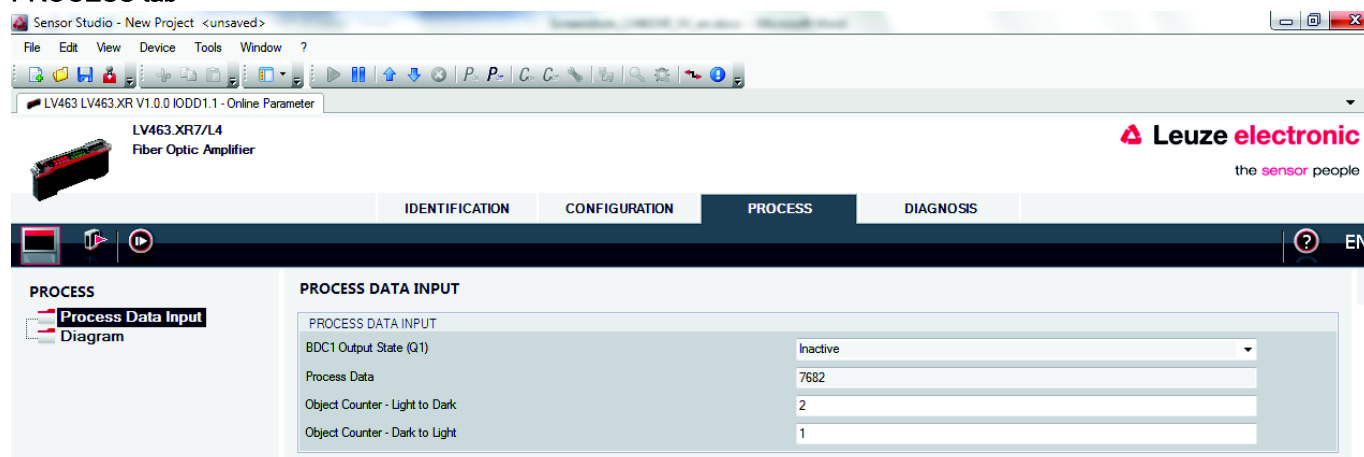 PROCESS tab
Sensor Studio - New Project <unsaved>
File Edit View Device Tools Window ?
LV463 LV463.XR V1.0.0 IODD1.1 - Online Parameter
LV463.XR7/L4
Fiber Optic Amplifier
Leuze electronic
the sensor people
IDENTIFICATION CONFIGURATION PROCESS DIAGNOSIS
? EN
PROCESS
Process Data Input
Diagram
PROCESS DATA INPUT
PROCESS DATA INPUT
BDC1 Output State (Q1) Inactive
Process Data 7682
Object Counter - Light to Dark 2
Object Counter - Dark to Light 1